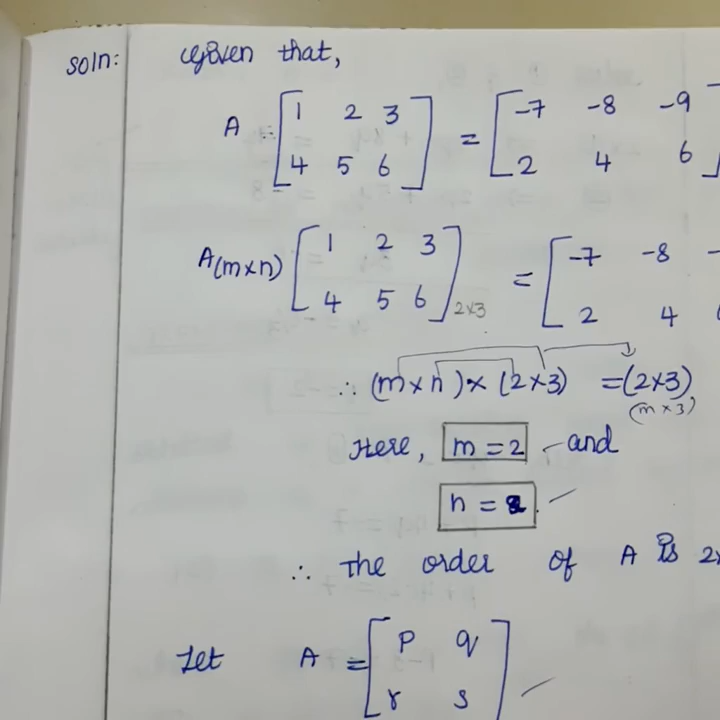 Soln: Given that,
A [1 2 3 = [-7 -8 -9
4 5 6] 2 4 6]
A(m×n) [1 2 3 = [-7 -8 -
4 5 6]2×3 2 4
∴ (m×n) × (2×3) = (2×3)
(m×3)
Here, m = 2 and
n = 2.
∴ The order of A is 2×
Let A = [p q
r s]